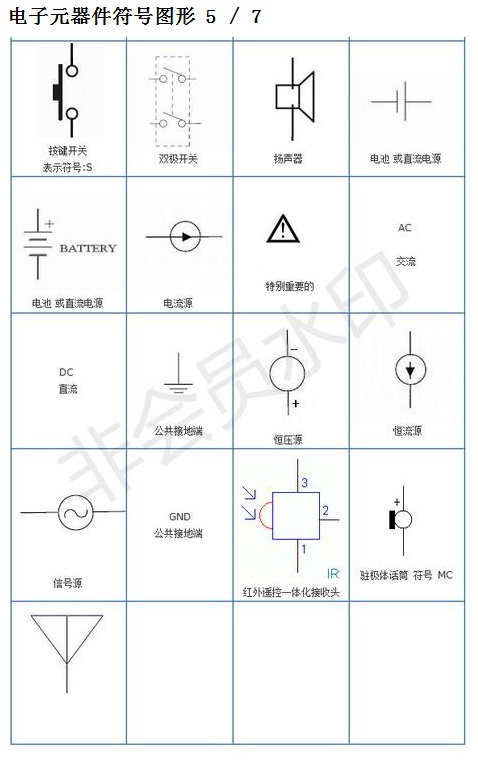 电子元器件符号图形 5 / 7
按键开关
表示符号:S
双极开关
扬声器
电池 或直流电源
+
BATTERY
电池 或直流电源
电流源
!
特别重要的
AC
交流
DC
直流
公共接地端
−
+
恒压源
恒流源
信号源
GND
公共接地端
3
2
1
IR
红外遥控一体化接收头
+
驻极体话筒 符号 MC
非会员水印